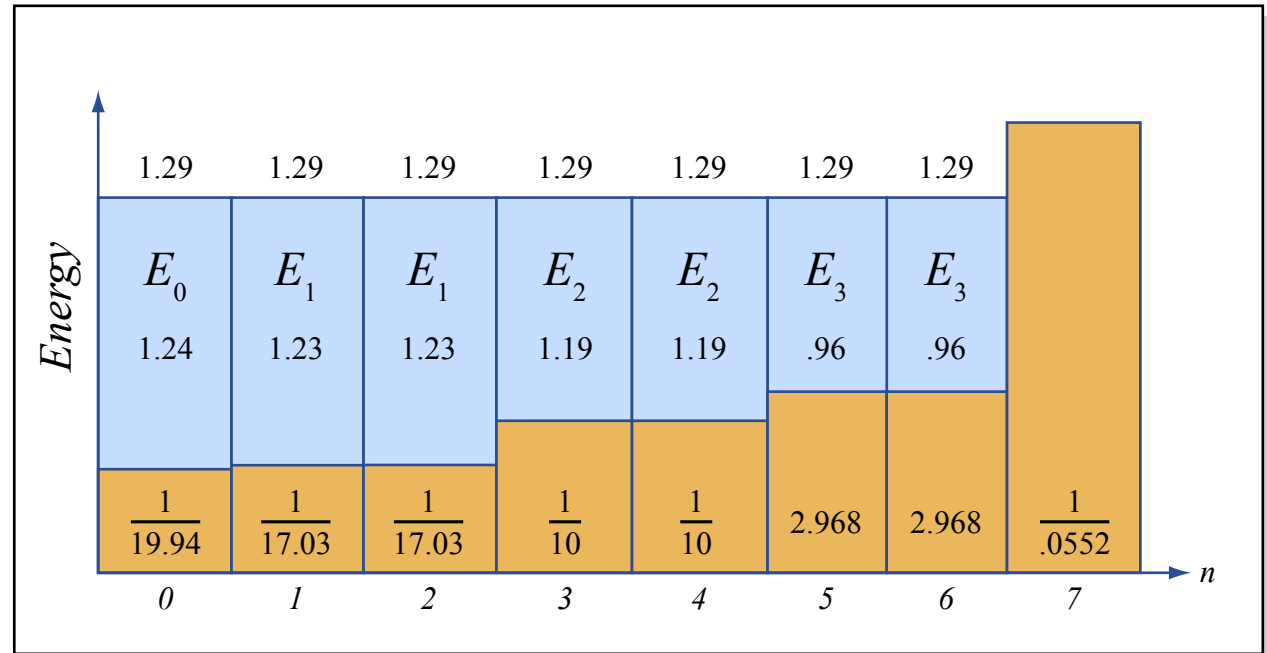 Energy
1.29 1.29 1.29 1.29 1.29 1.29 1.29
E₀ E₁ E₁ E₂ E₂ E₃ E₃
1.24 1.23 1.23 1.19 1.19 .96 .96
1/19.94 1/17.03 1/17.03 1/10 1/10 2.968 2.968 1/.0552
n
0 1 2 3 4 5 6 7